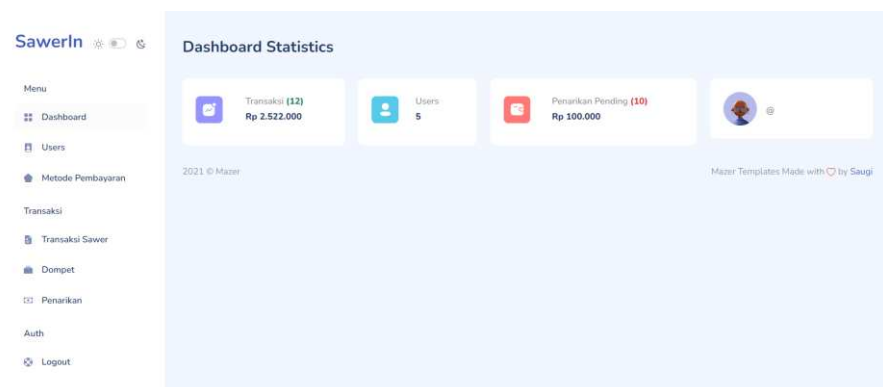 SawerIn
Menu
Dashboard
Users
Metode Pembayaran
Transaksi
Transaksi Sawer
Dompet
Penarikan
Auth
Logout
Dashboard Statistics
Transaksi (12)
Rp 2.522.000
Users
5
Penarikan Pending (10)
Rp 100.000
@
2021 © Mazer
Mazer Templates Made with ♡ by Saugi